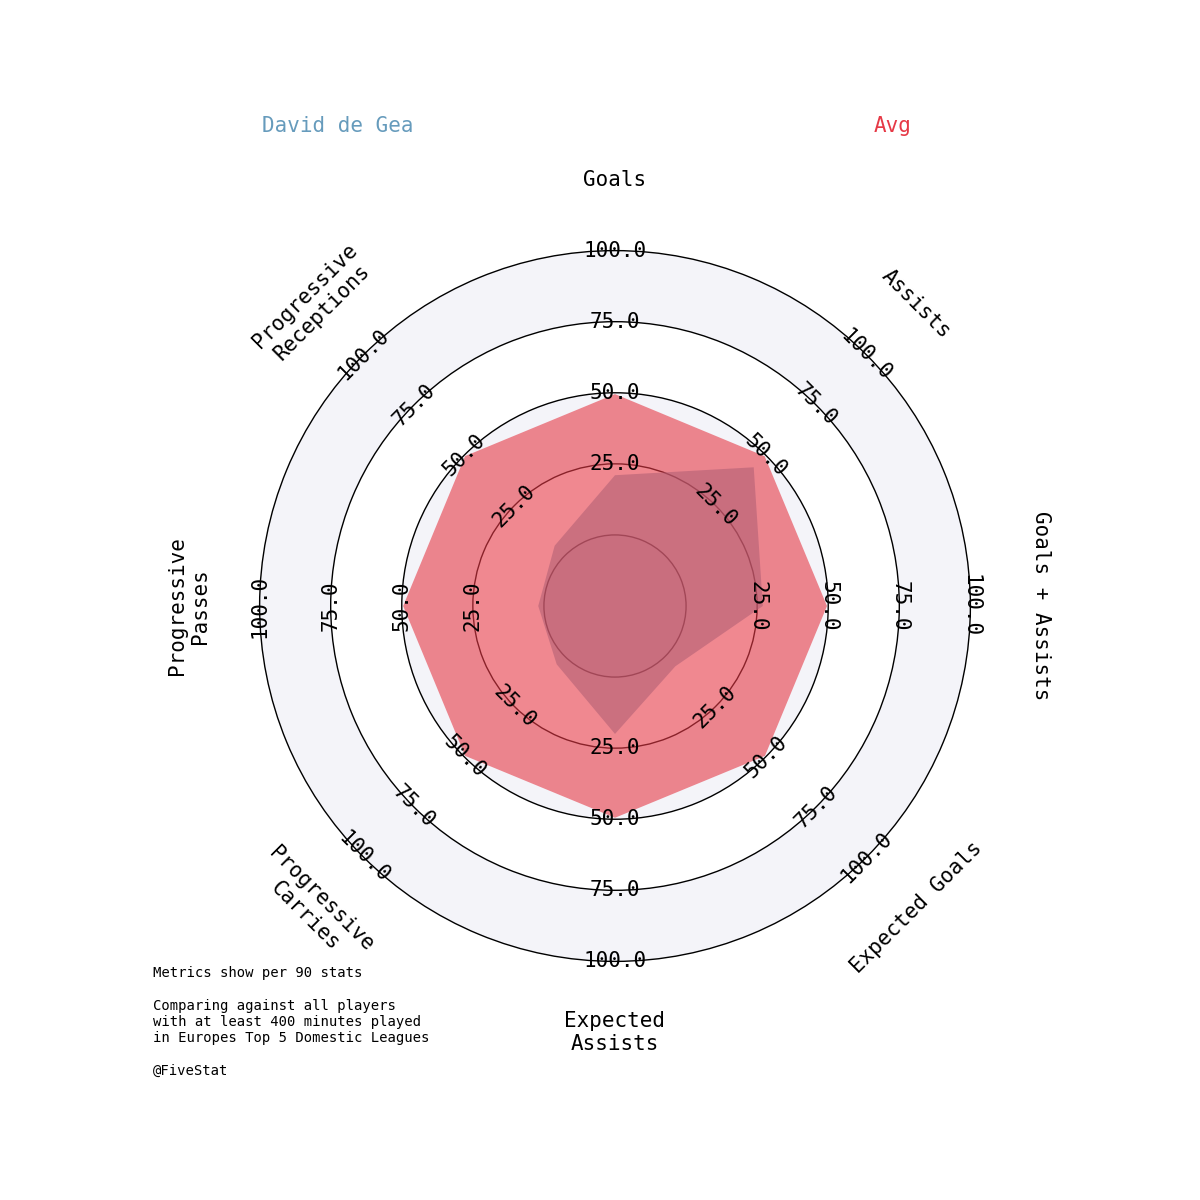 David de Gea
Avg
Goals
Assists
Goals + Assists
Expected Goals
Expected
Assists
Progressive
Carries
Progressive
Passes
Progressive
Receptions
25.0
50.0
75.0
100.0
25.0
50.0
75.0
100.0
25.0
50.0
75.0
100.0
25.0
50.0
75.0
100.0
25.0
50.0
75.0
100.0
25.0
50.0
75.0
100.0
25.0
50.0
75.0
100.0
25.0
50.0
75.0
100.0
Metrics show per 90 stats
Comparing against all players
with at least 400 minutes played
in Europes Top 5 Domestic Leagues
@FiveStat